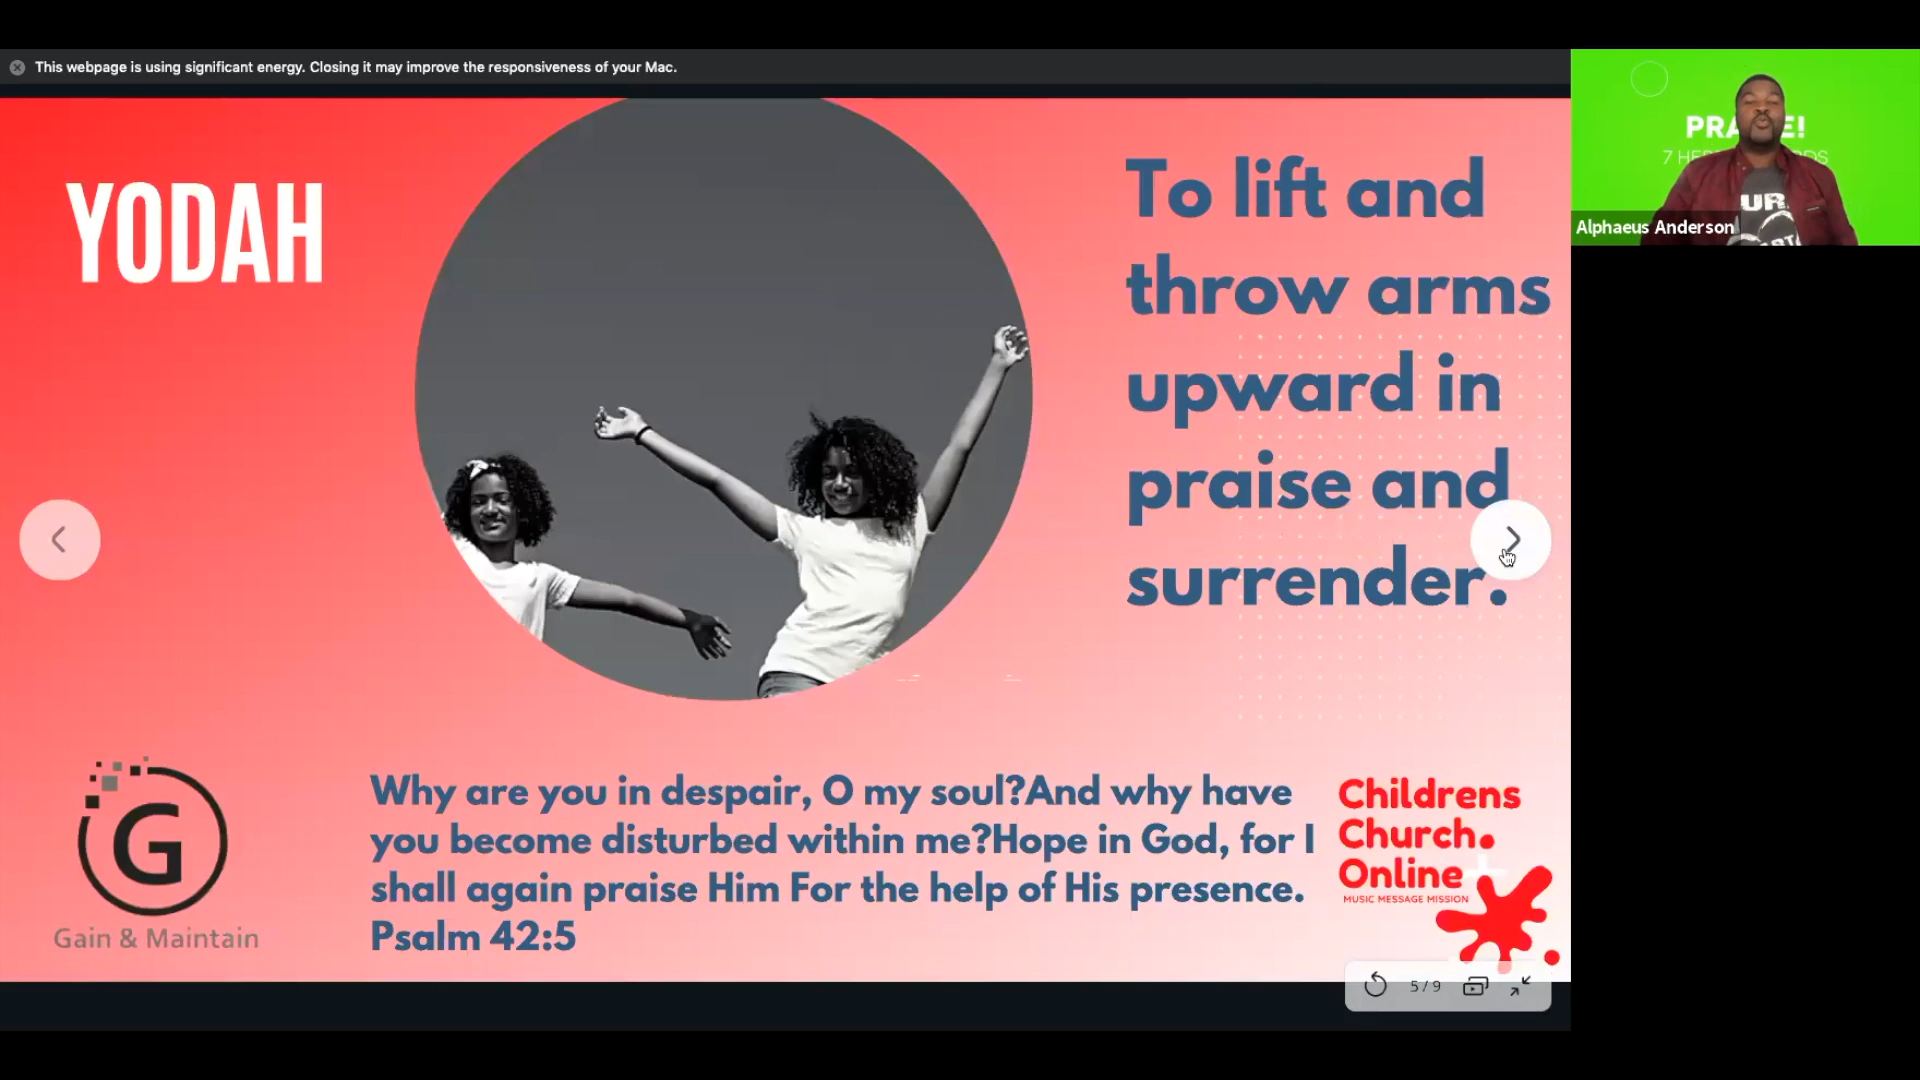 This webpage is using significant energy. Closing it may improve the responsiveness of your Mac.
YODAH
To lift and
throw arms
upward in
praise and
surrender.
Why are you in despair, O my soul?And why have
you become disturbed within me?Hope in God, for I
shall again praise Him For the help of His presence.
Psalm 42:5
G
Gain & Maintain
Childrens
Church.
Online
MUSIC MESSAGE MISSION
5/9
Alphaeus Anderson